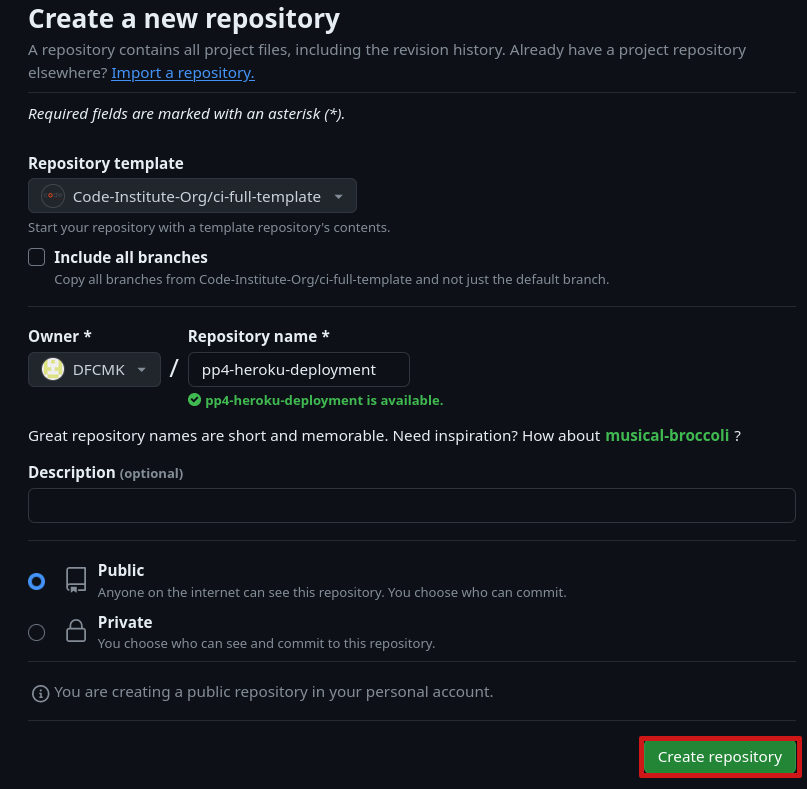 Create a new repository
A repository contains all project files, including the revision history. Already have a project repository
elsewhere? Import a repository.
Required fields are marked with an asterisk (*).
Repository template
Code-Institute-Org/ci-full-template
Start your repository with a template repository's contents.
Include all branches
Copy all branches from Code-Institute-Org/ci-full-template and not just the default branch.
Owner * Repository name *
DFCMK / pp4-heroku-deployment
pp4-heroku-deployment is available.
Great repository names are short and memorable. Need inspiration? How about musical-broccoli ?
Description (optional)
Public
Anyone on the internet can see this repository. You choose who can commit.
Private
You choose who can see and commit to this repository.
You are creating a public repository in your personal account.
Create repository